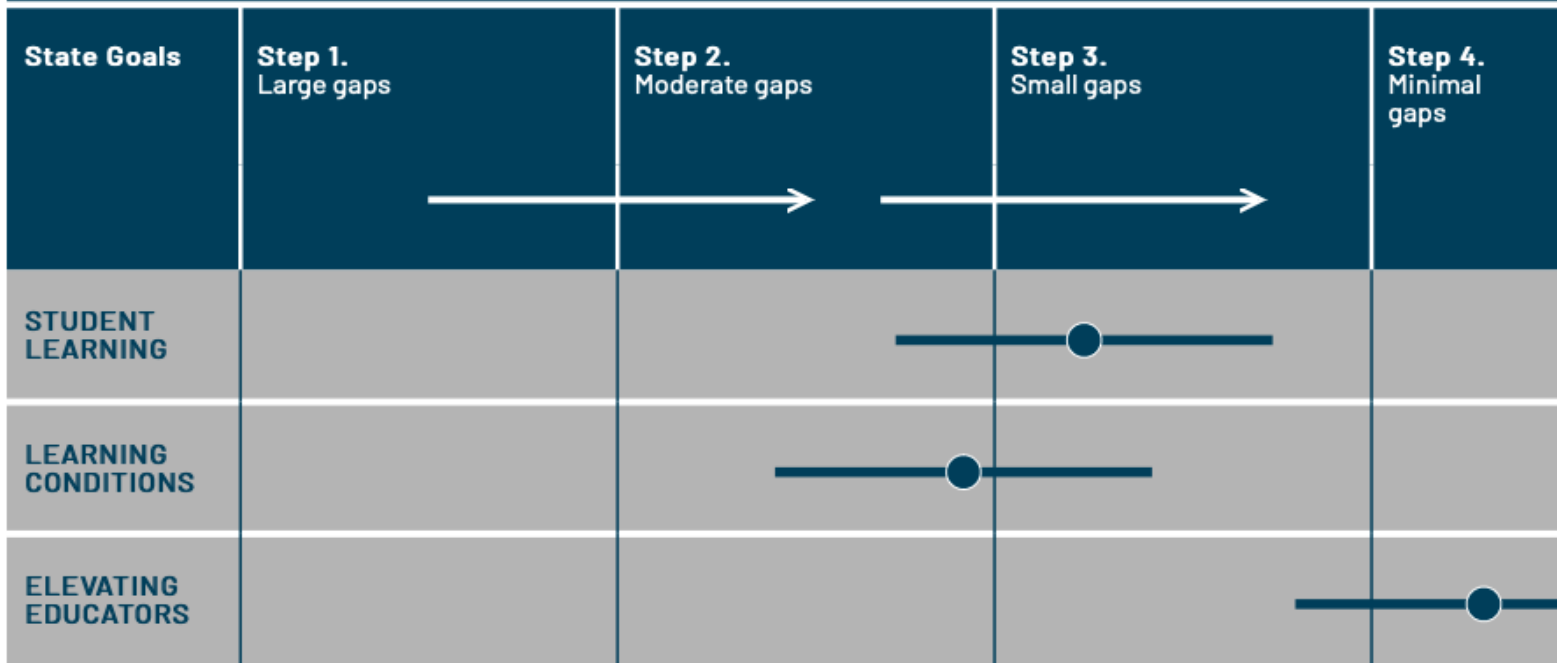 State Goals
Step 1.
Large gaps
Step 2.
Moderate gaps
Step 3.
Small gaps
Step 4.
Minimal
gaps
STUDENT
LEARNING
LEARNING
CONDITIONS
ELEVATING
EDUCATORS